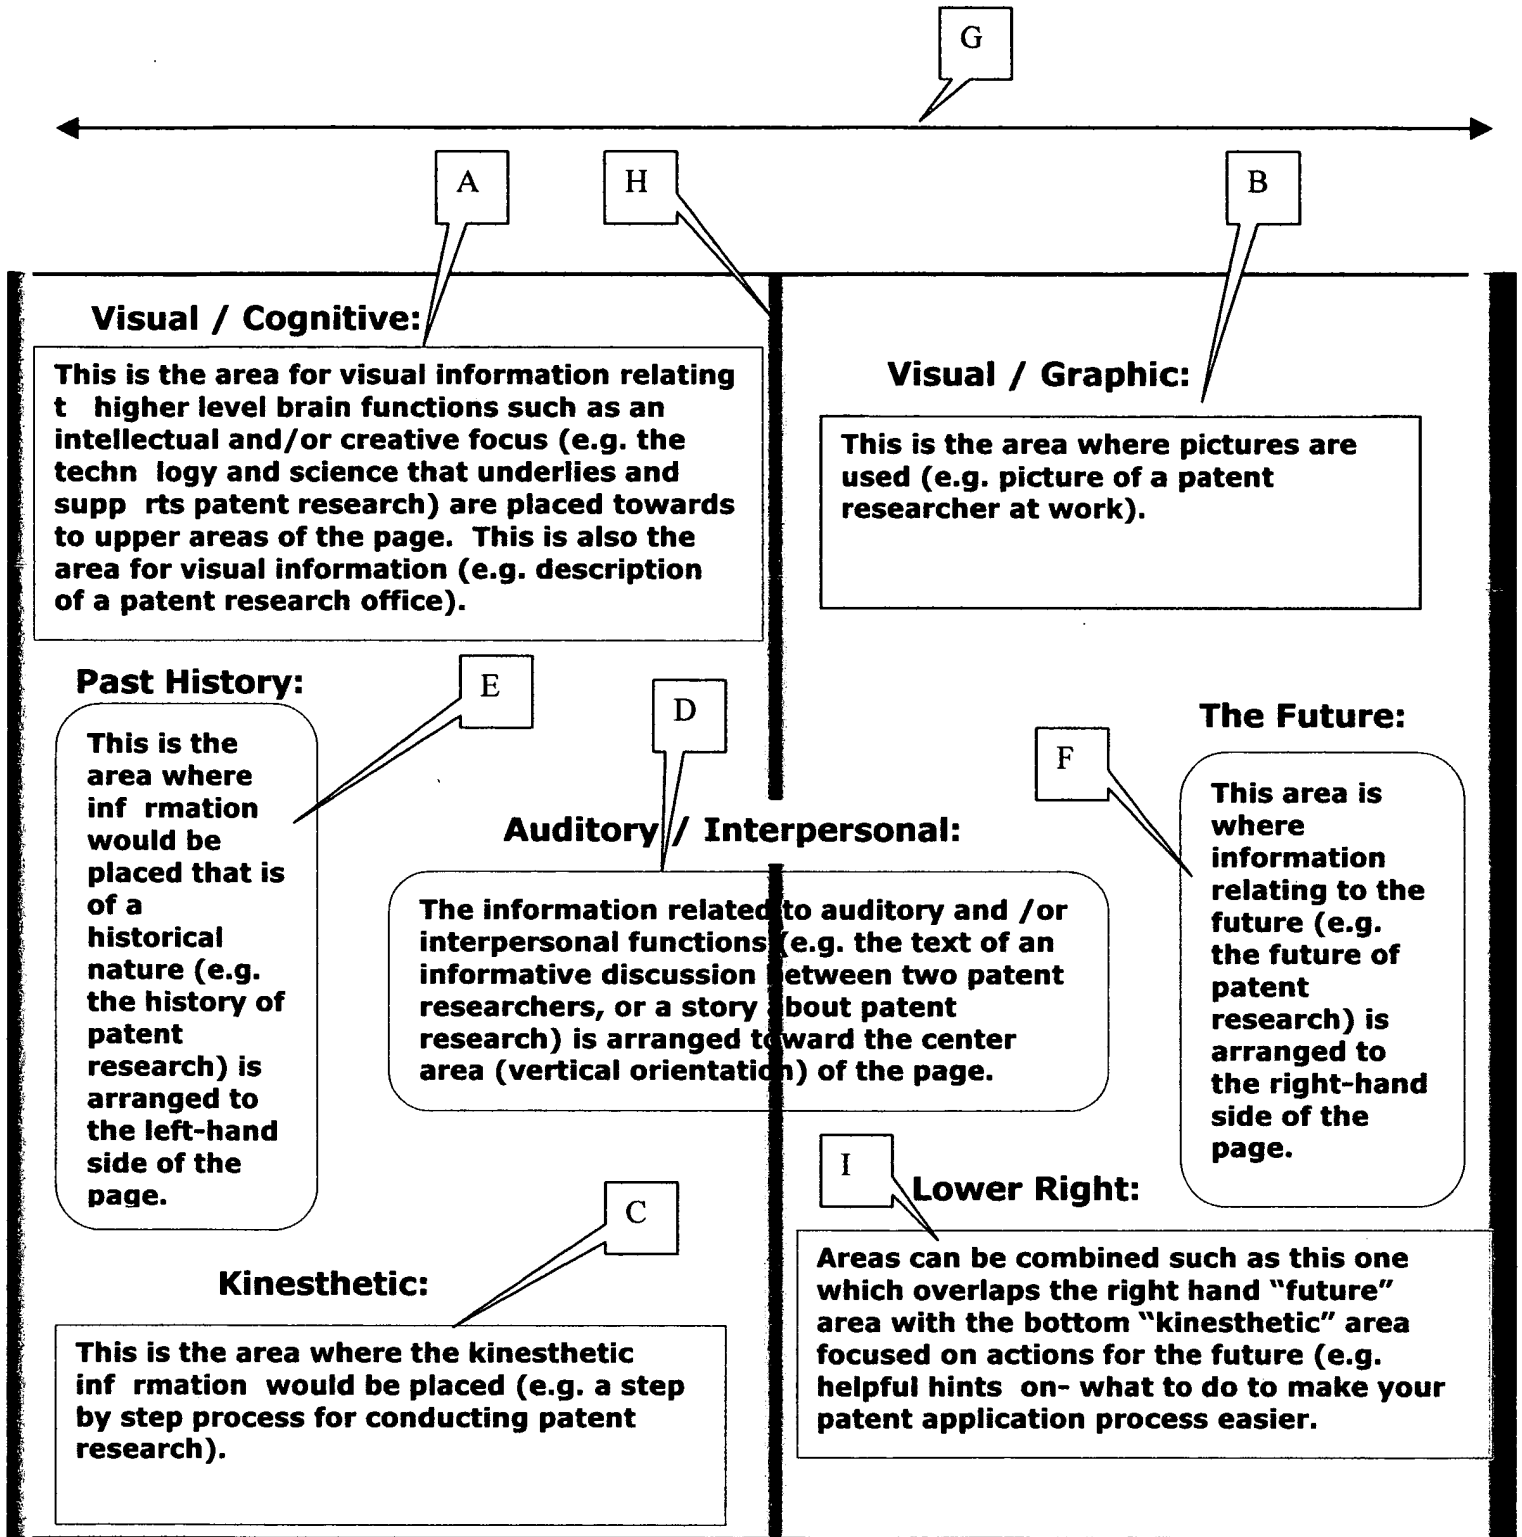 G
A
H
B
Visual / Cognitive:
This is the area for visual information relating
t higher level brain functions such as an
intellectual and/or creative focus (e.g. the
techn logy and science that underlies and
supp rts patent research) are placed towards
to upper areas of the page. This is also the
area for visual information (e.g. description
of a patent research office).
Visual / Graphic:
This is the area where pictures are
used (e.g. picture of a patent
researcher at work).
Past History:
E
This is the
area where
inf rmation
would be
placed that is
of a
historical
nature (e.g.
the history of
patent
research) is
arranged to
the left-hand
side of the
page.
D
Auditory / Interpersonal:
The information related to auditory and /or
interpersonal functions (e.g. the text of an
informative discussion between two patent
researchers, or a story about patent
research) is arranged toward the center
area (vertical orientation) of the page.
The Future:
F
This area is
where
information
relating to the
future (e.g.
the future of
patent
research) is
arranged to
the right-hand
side of the
page.
C
Kinesthetic:
This is the area where the kinesthetic
inf rmation would be placed (e.g. a step
by step process for conducting patent
research).
I
Lower Right:
Areas can be combined such as this one
which overlaps the right hand “future”
area with the bottom “kinesthetic” area
focused on actions for the future (e.g.
helpful hints on- what to do to make your
patent application process easier.